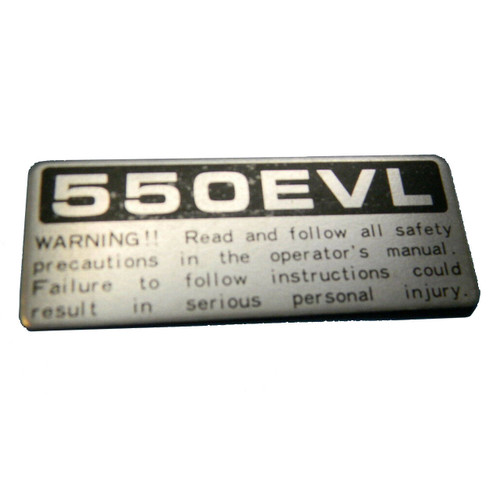 550EVL
WARNING!! Read and follow all safety
precautions in the operator's manual.
Failure to follow instructions could
result in serious personal injury.